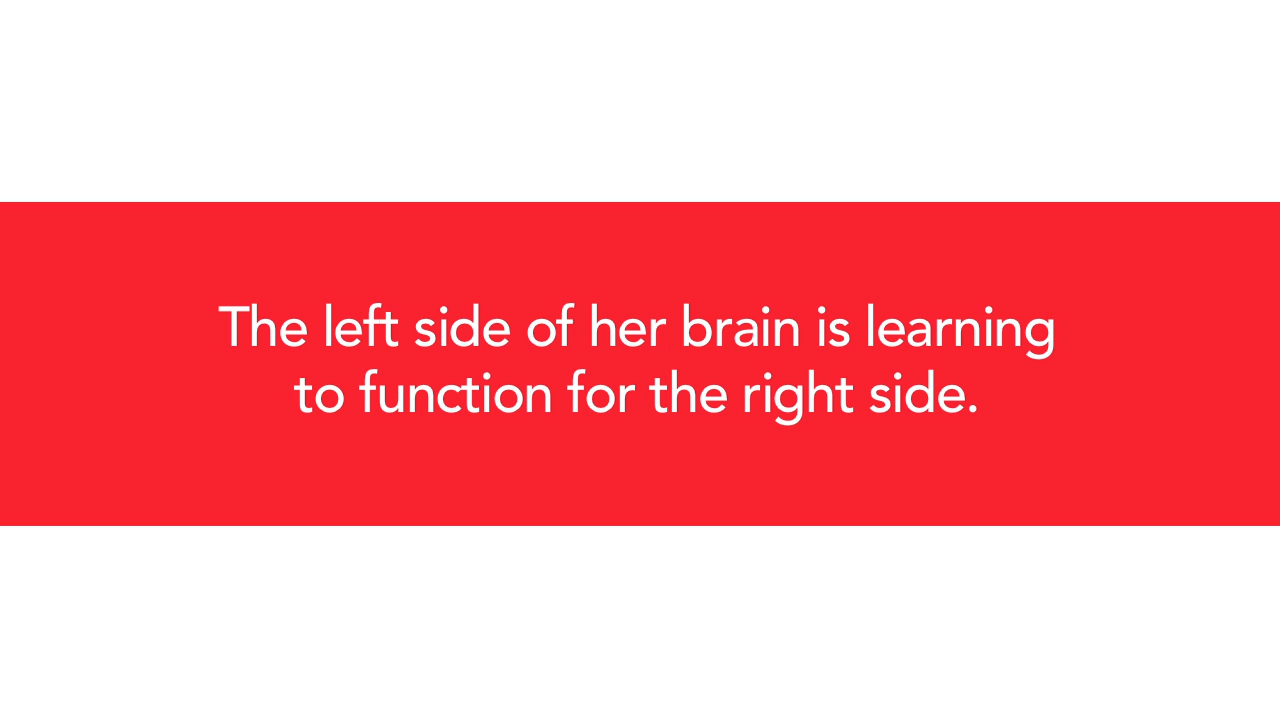 The left side of her brain is learning
to function for the right side.